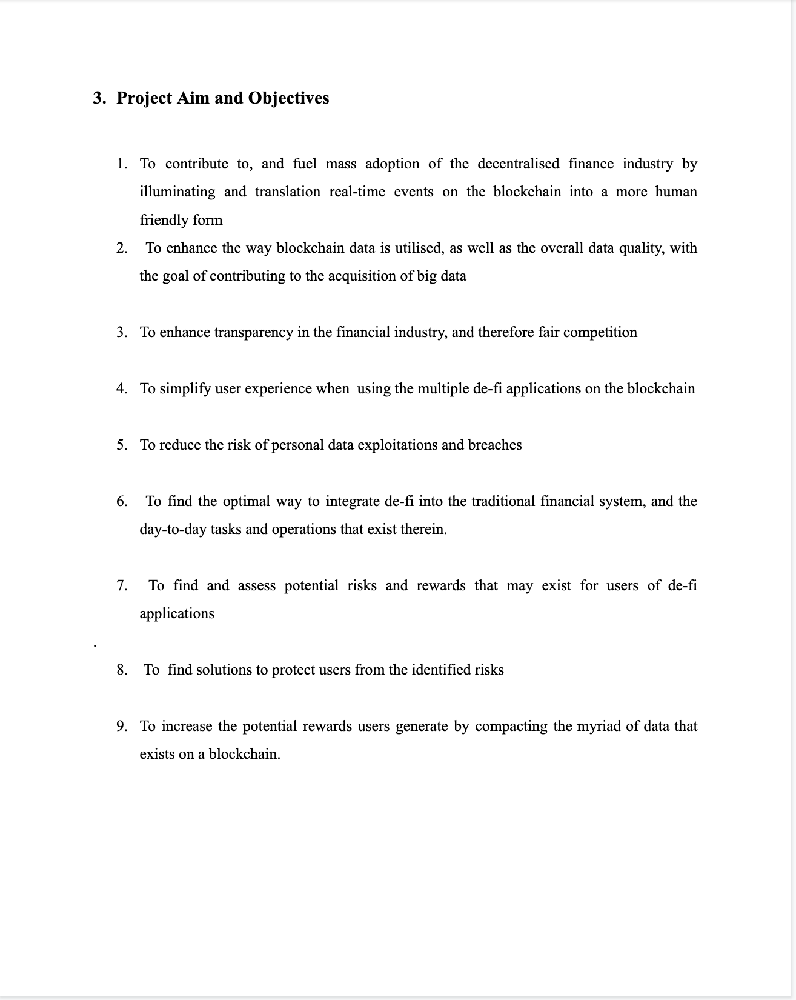 3. Project Aim and Objectives
1. To contribute to, and fuel mass adoption of the decentralised finance industry by
illuminating and translation real-time events on the blockchain into a more human
friendly form
2. To enhance the way blockchain data is utilised, as well as the overall data quality, with
the goal of contributing to the acquisition of big data
3. To enhance transparency in the financial industry, and therefore fair competition
4. To simplify user experience when using the multiple de-fi applications on the blockchain
5. To reduce the risk of personal data exploitations and breaches
6. To find the optimal way to integrate de-fi into the traditional financial system, and the
day-to-day tasks and operations that exist therein.
7. To find and assess potential risks and rewards that may exist for users of de-fi
applications
.
8. To find solutions to protect users from the identified risks
9. To increase the potential rewards users generate by compacting the myriad of data that
exists on a blockchain.